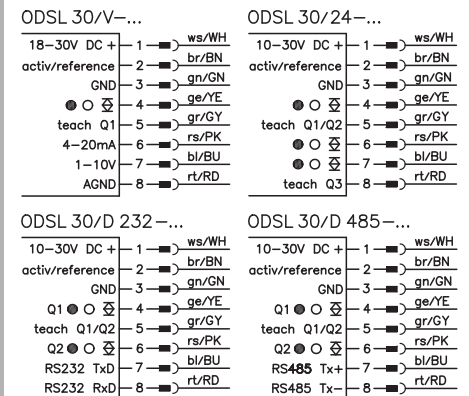 ODSL 30/V-...
18-30V DC + 1 ws/WH
activ/reference 2 br/BN
GND 3 gn/GN
4 ge/YE
teach Q1 5 gr/GY
4-20mA 6 rs/PK
1-10V 7 bl/BU
AGND 8 rt/RD
ODSL 30/24-...
10-30V DC + 1 ws/WH
activ/reference 2 br/BN
GND 3 gn/GN
4 ge/YE
teach Q1/Q2 5 gr/GY
6 rs/PK
7 bl/BU
teach Q3 8 rt/RD
ODSL 30/D 232-...
10-30V DC + 1 ws/WH
activ/reference 2 br/BN
GND 3 gn/GN
Q1 4 ge/YE
teach Q1/Q2 5 gr/GY
Q2 6 rs/PK
RS232 TxD 7 bl/BU
RS232 RxD 8 rt/RD
ODSL 30/D 485-...
10-30V DC + 1 ws/WH
activ/reference 2 br/BN
GND 3 gn/GN
Q1 4 ge/YE
teach Q1/Q2 5 gr/GY
Q2 6 rs/PK
RS485 Tx+ 7 bl/BU
RS485 Tx- 8 rt/RD